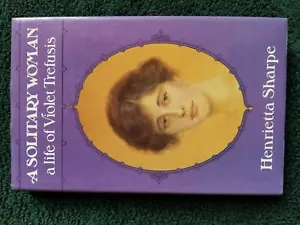 A SOLITARY WOMAN
a life of Violet Trefusis
Henrietta Sharpe